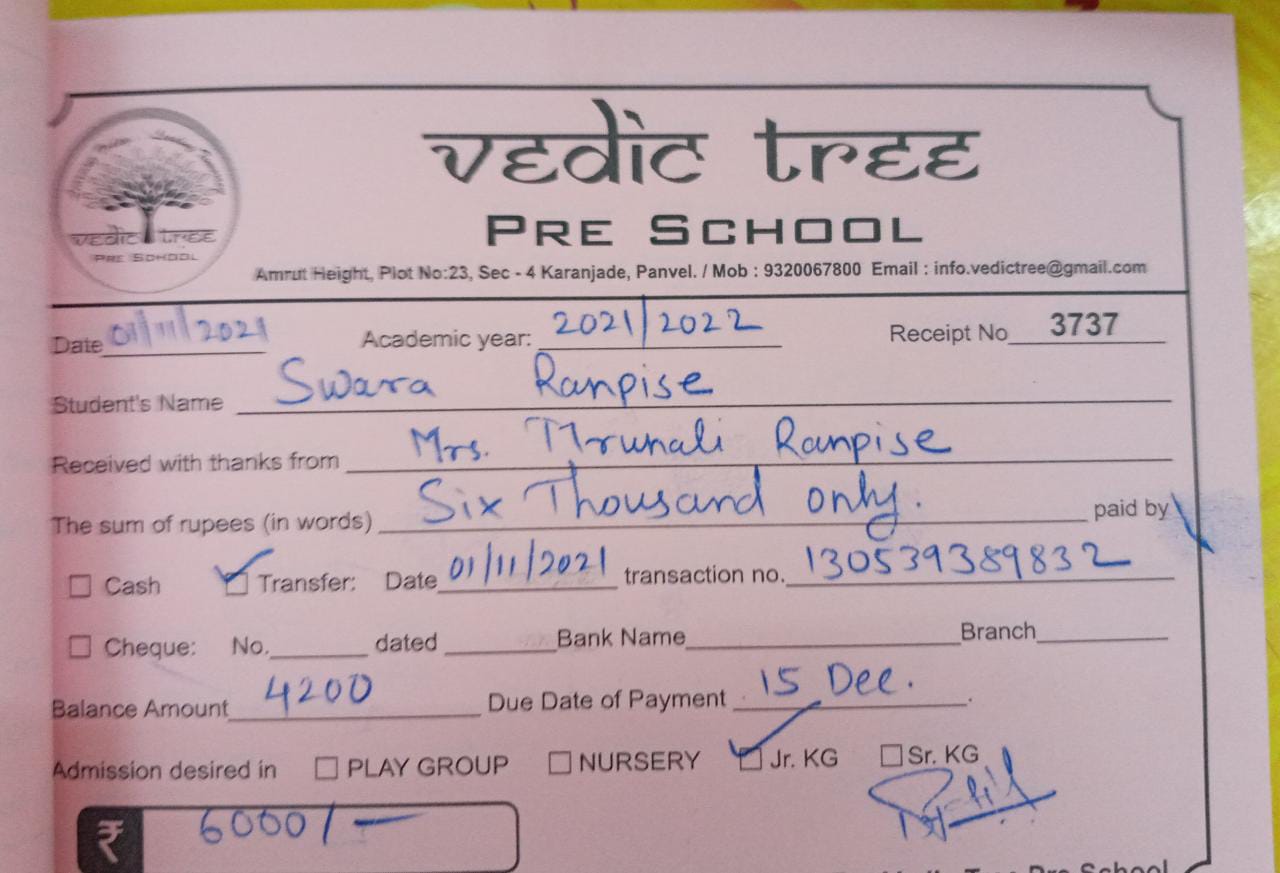 vedic tree
PRE SCHOOL
vedic tree
PRE SCHOOL
Amrut Height, Plot No:23, Sec - 4 Karanjade, Panvel. / Mob : 9320067800 Email : info.vedictree@gmail.com
Date 01/11/2021 Academic year: 2021/2022 Receipt No 3737
Student's Name Swara Ranpise
Received with thanks from Mrs. Mrunali Ranpise
The sum of rupees (in words) Six Thousand only. paid by
Cash Transfer: Date 01/11/2021 transaction no. 130539389832
Cheque: No. dated Bank Name Branch
Balance Amount 4200 Due Date of Payment 15 Dec.
Admission desired in PLAY GROUP NURSERY Jr. KG Sr. KG
₹ 6000/-
Vedic Tree Pre School